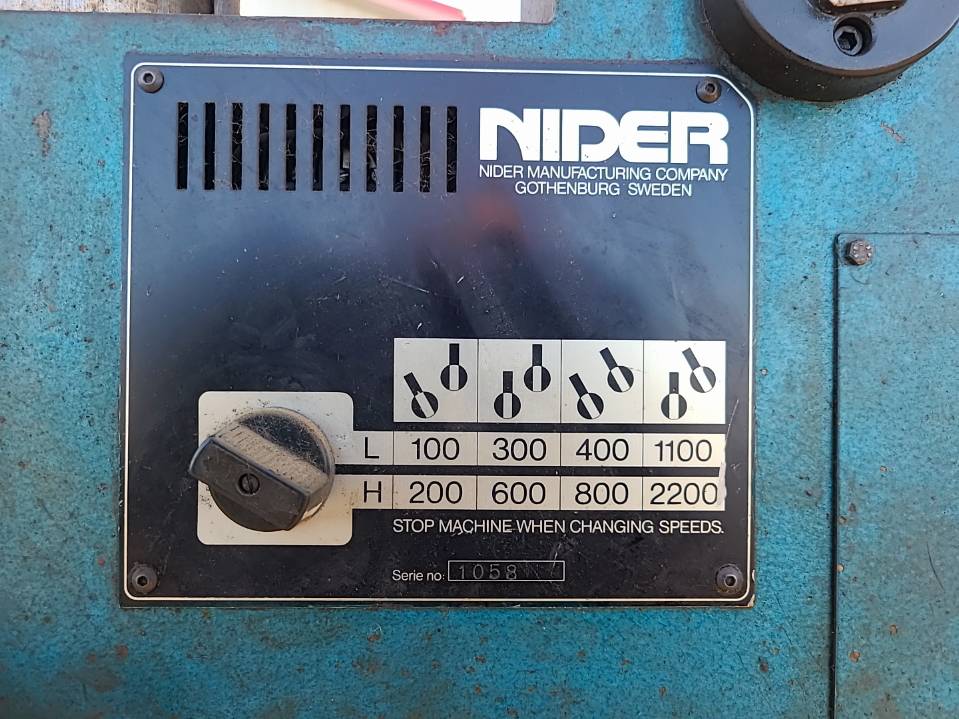 NIDER
NIDER MANUFACTURING COMPANY
GOTHENBURG SWEDEN
L 100 300 400 1100
H 200 600 800 2200
STOP MACHINE WHEN CHANGING SPEEDS.
Serie no: 1058